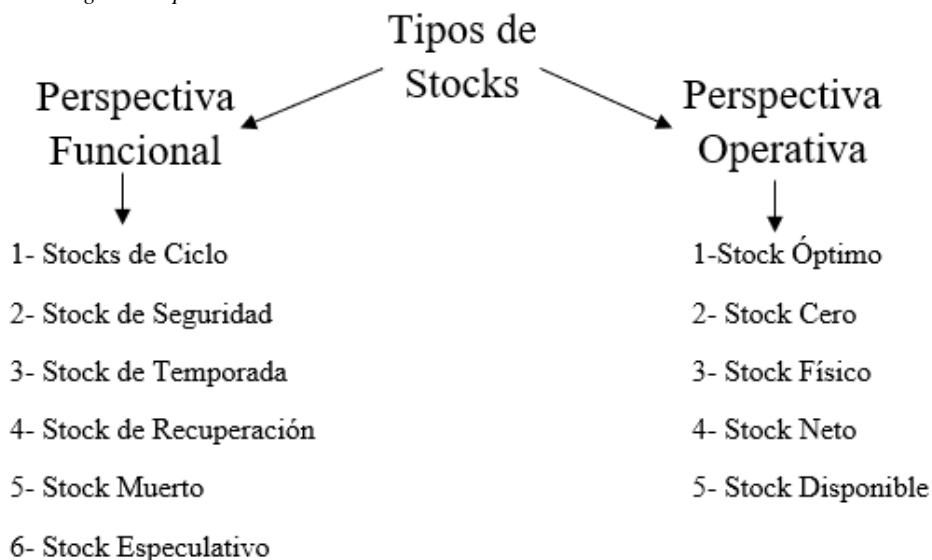 Tipos de
Stocks
Perspectiva
Funcional
1- Stocks de Ciclo
2- Stock de Seguridad
3- Stock de Temporada
4- Stock de Recuperación
5- Stock Muerto
6- Stock Especulativo
Perspectiva
Operativa
1-Stock Óptimo
2- Stock Cero
3- Stock Físico
4- Stock Neto
5- Stock Disponible